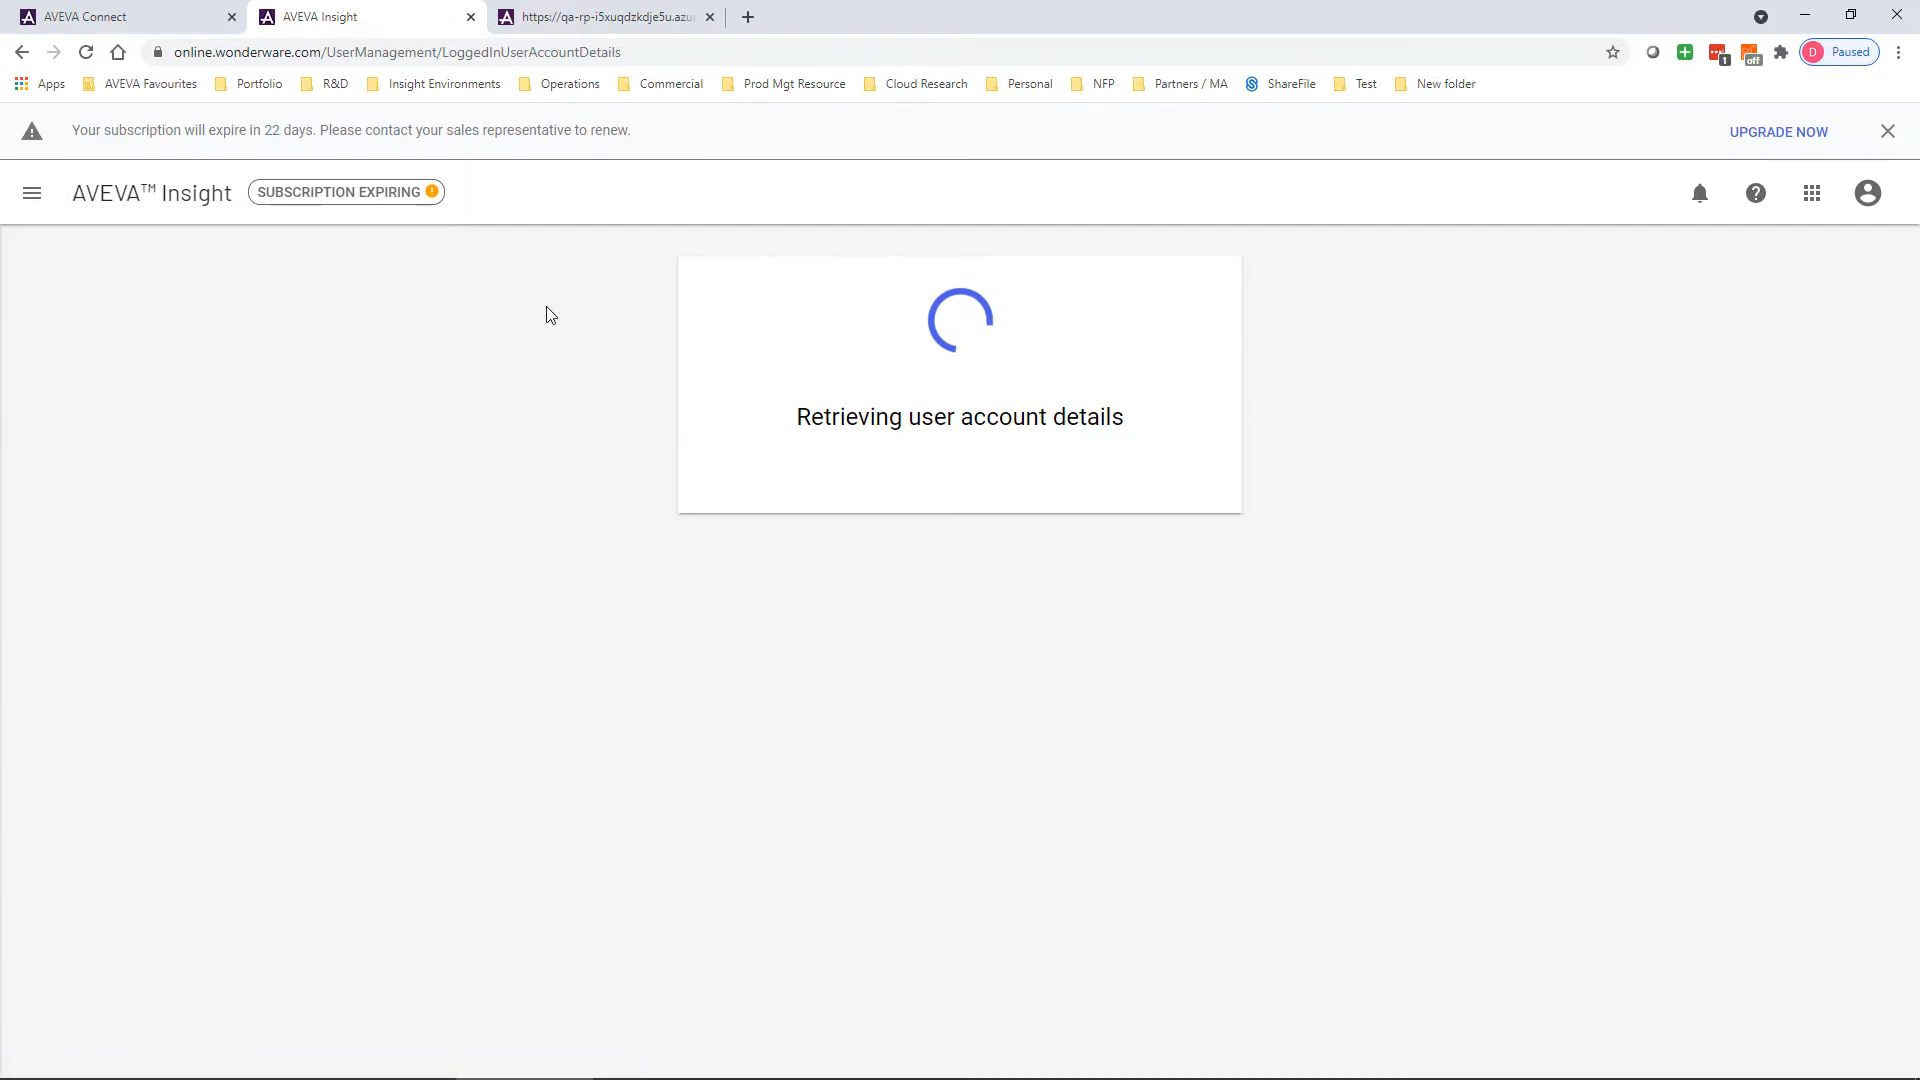 AVEVA Connect
AVEVA Insight
https://qa-rp-i5xuqdzkdje5u.azu
online.wonderware.com/UserManagement/LoggedInUserAccountDetails
1
off
D Paused
Apps AVEVA Favourites Portfolio R&D Insight Environments Operations Commercial Prod Mgt Resource Cloud Research Personal NFP Partners / MA ShareFile Test New folder
Your subscription will expire in 22 days. Please contact your sales representative to renew.
UPGRADE NOW
AVEVA™ Insight
SUBSCRIPTION EXPIRING
Retrieving user account details